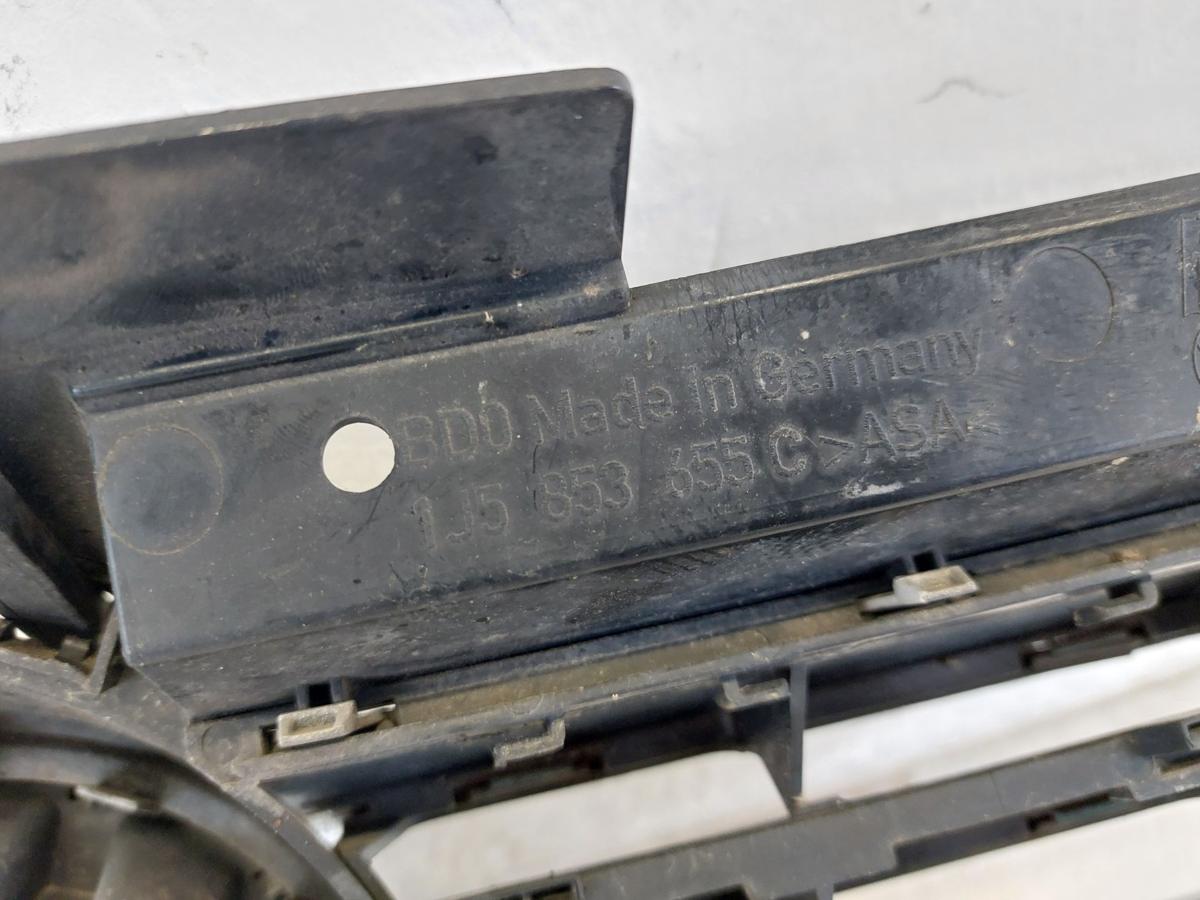 BDO Made in Germany
1J5 853 655 C >ASA<